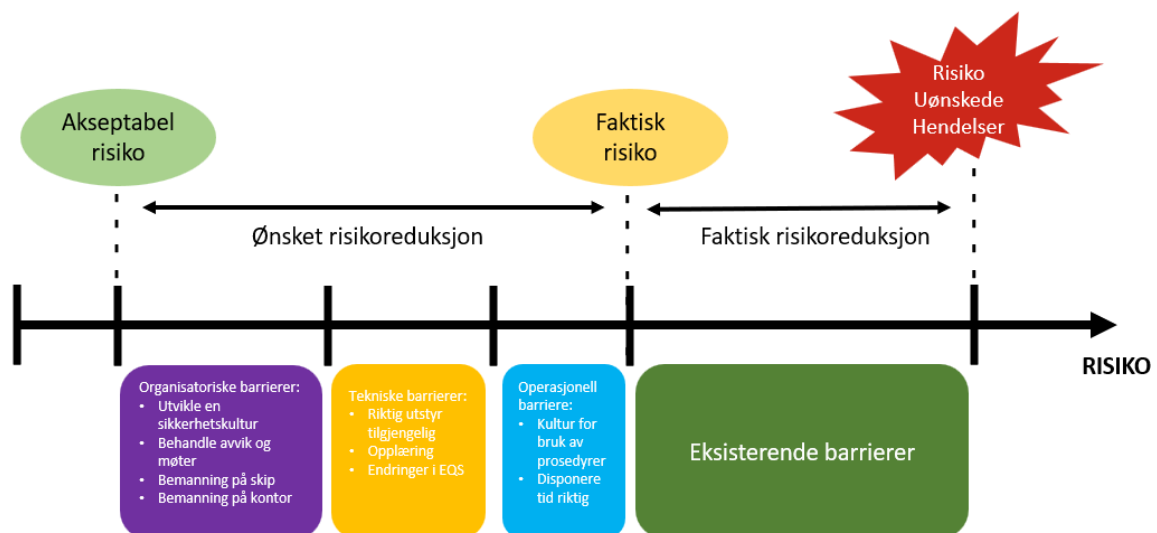 Akseptabel
risiko
Faktisk
risiko
Risiko
Uønskede
Hendelser
Ønsket risikoreduksjon
Faktisk risikoreduksjon
RISIKO
Organisatoriske barrierer:
• Utvikle en
sikkerhetskultur
• Behandle avvik og
møter
• Bemanning på skip
• Bemanning på kontor
Tekniske barrierer:
• Riktig utstyr
tilgjengelig
• Opplæring
• Endringer i EQS
Operasjonell
barriere:
• Kultur for
bruk av
prosedyrer
• Disponere
tid riktig
Eksisterende barrierer